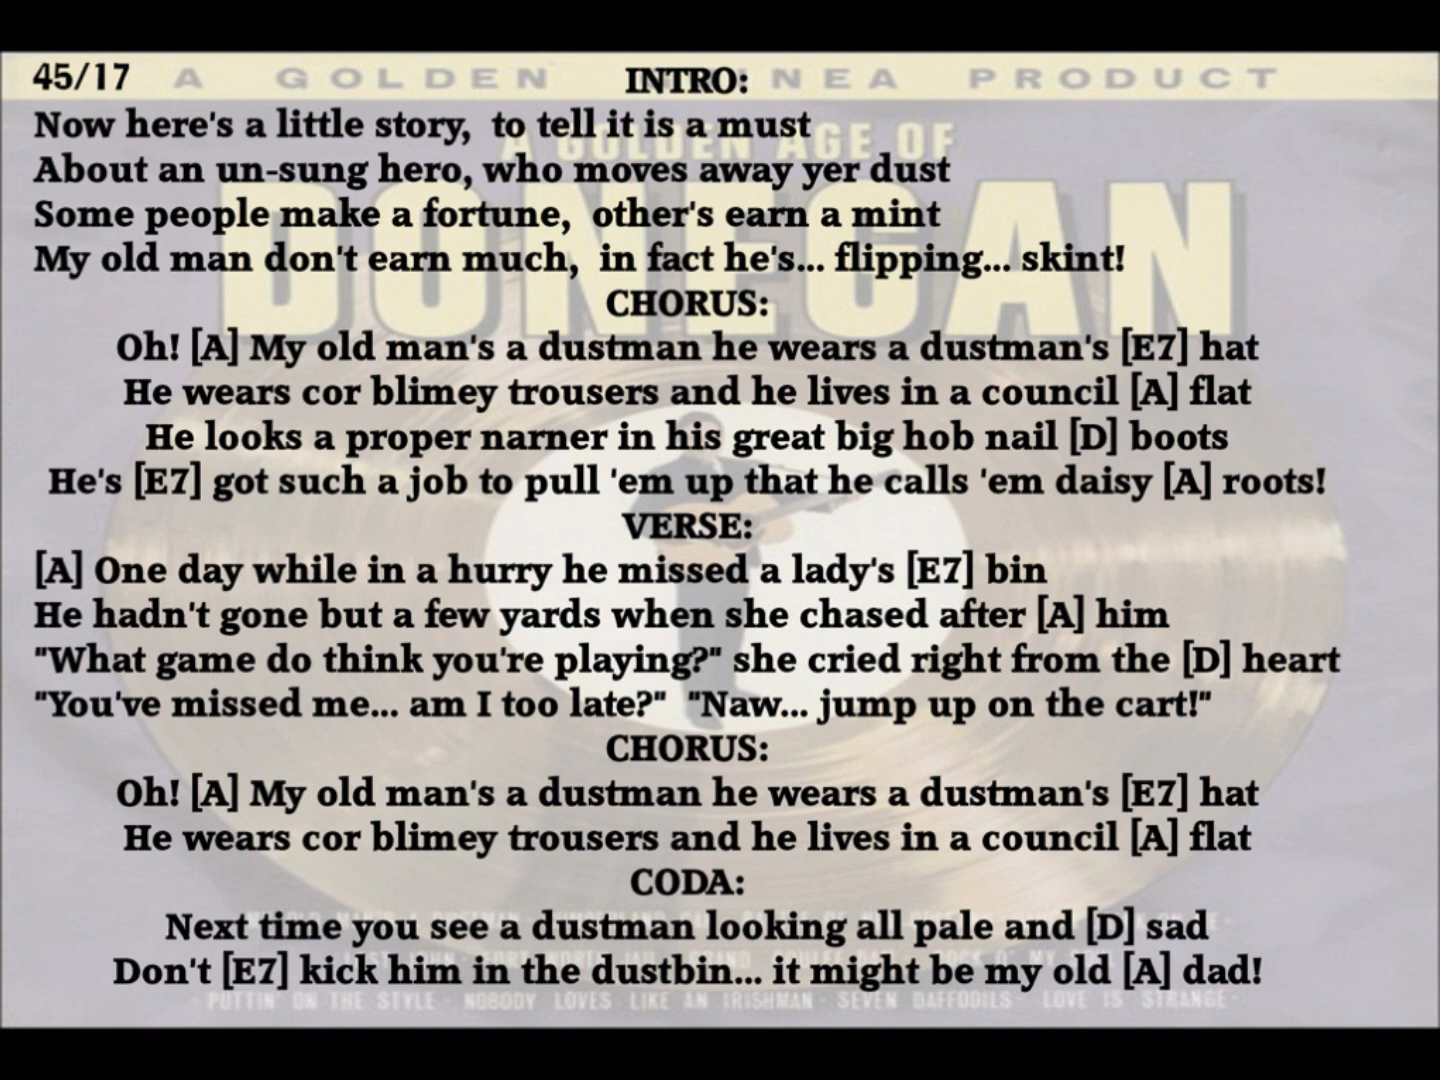 45/17 A GOLDEN INEA PRODUCT
INTRO:
A GOLDEN AGE OF
DONEGAN
Now here's a little story, to tell it is a must
About an un-sung hero, who moves away yer dust
Some people make a fortune, other's earn a mint
My old man don't earn much, in fact he's... flipping... skint!
CHORUS:
Oh! [A] My old man's a dustman he wears a dustman's [E7] hat
He wears cor blimey trousers and he lives in a council [A] flat
He looks a proper narner in his great big hob nail [D] boots
He's [E7] got such a job to pull 'em up that he calls 'em daisy [A] roots!
VERSE:
[A] One day while in a hurry he missed a lady's [E7] bin
He hadn't gone but a few yards when she chased after [A] him
"What game do think you're playing?" she cried right from the [D] heart
"You've missed me... am I too late?" "Naw... jump up on the cart!"
CHORUS:
Oh! [A] My old man's a dustman he wears a dustman's [E7] hat
He wears cor blimey trousers and he lives in a council [A] flat
CODA:
Next time you see a dustman looking all pale and [D] sad
Don't [E7] kick him in the dustbin... it might be my old [A] dad!
PUTTIN' ON THE STYLE · NOBODY LOVES LIKE AN IRISHMAN · SEVEN DAFFODILS · LOVE IS STRANGE ·